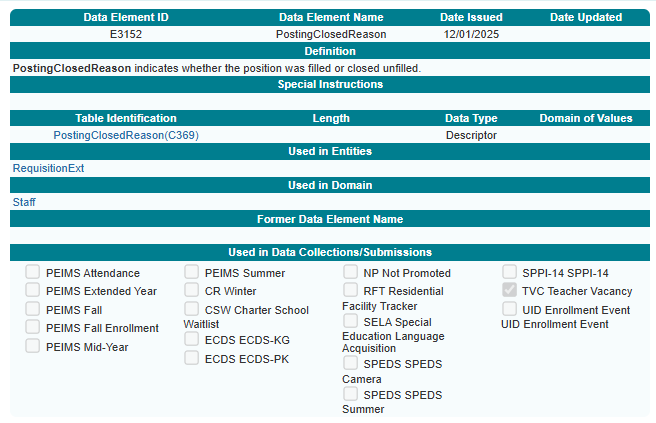 Data Element ID Data Element Name Date Issued Date Updated
E3152 PostingClosedReason 12/01/2025
Definition
PostingClosedReason indicates whether the position was filled or closed unfilled.
Special Instructions
Table Identification Length Data Type Domain of Values
PostingClosedReason(C369) Descriptor
Used in Entities
RequisitionExt
Used in Domain
Staff
Former Data Element Name
Used in Data Collections/Submissions
PEIMS Attendance
PEIMS Extended Year
PEIMS Fall
PEIMS Fall Enrollment
PEIMS Mid-Year
PEIMS Summer
CR Winter
CSW Charter School
Waitlist
ECDS ECDS-KG
ECDS ECDS-PK
NP Not Promoted
RFT Residential
Facility Tracker
SELA Special
Education Language
Acquisition
SPEDS SPEDS
Camera
SPEDS SPEDS
Summer
SPPI-14 SPPI-14
TVC Teacher Vacancy
UID Enrollment Event
UID Enrollment Event